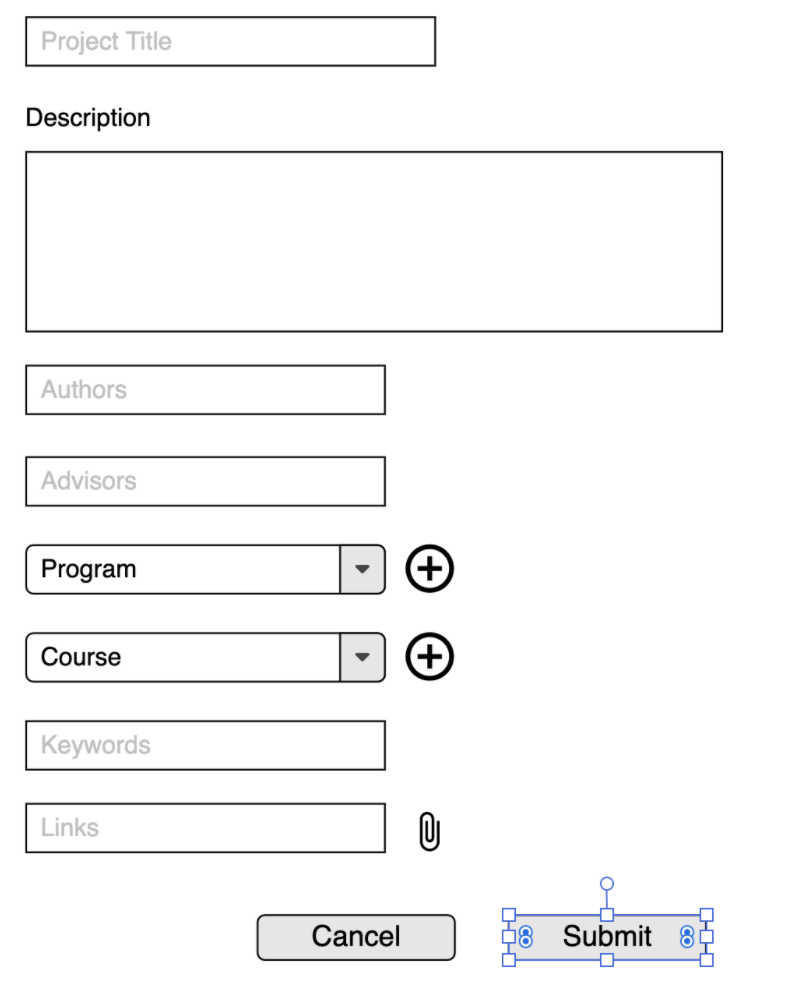 Project Title
Description
Authors
Advisors
Program
Course
Keywords
Links
Cancel
Submit